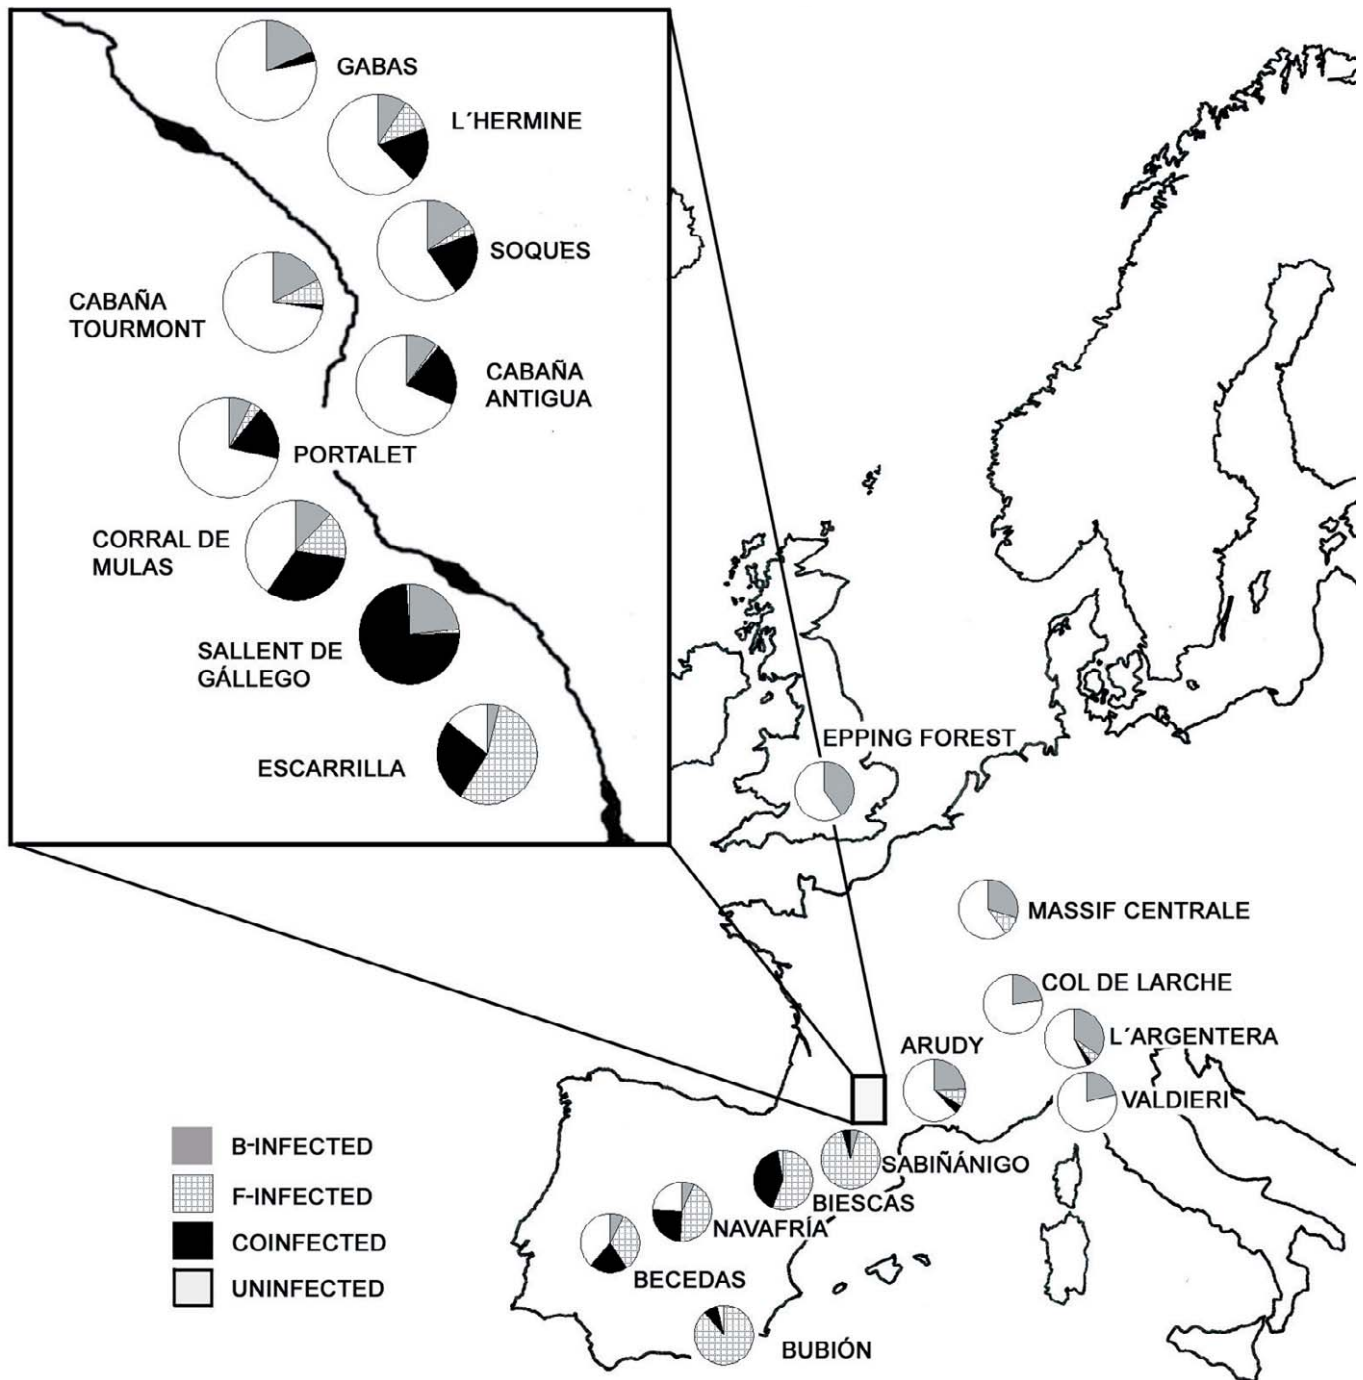 GABAS
L´HERMINE
SOQUES
CABAÑA
TOURMONT
CABAÑA
ANTIGUA
PORTALET
CORRAL DE
MULAS
SALLENT DE
GÁLLEGO
ESCARRILLA
EPPING FOREST
MASSIF CENTRALE
COL DE LARCHE
L´ARGENTERA
ARUDY
VALDIERI
SABIÑÁNIGO
BIESCAS
NAVAFRÍA
BECEDAS
BUBIÓN
B-INFECTED
F-INFECTED
COINFECTED
UNINFECTED